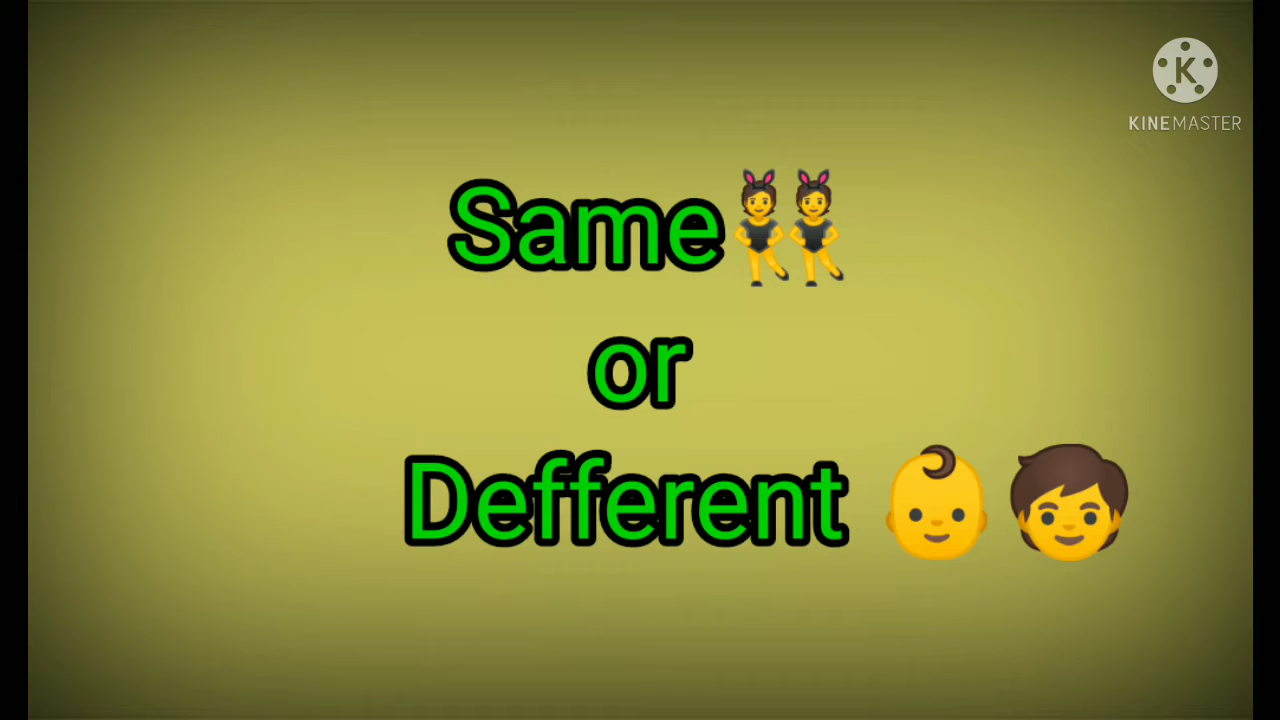 K
KINEMASTER
Same👯
or
Defferent 👶🧒